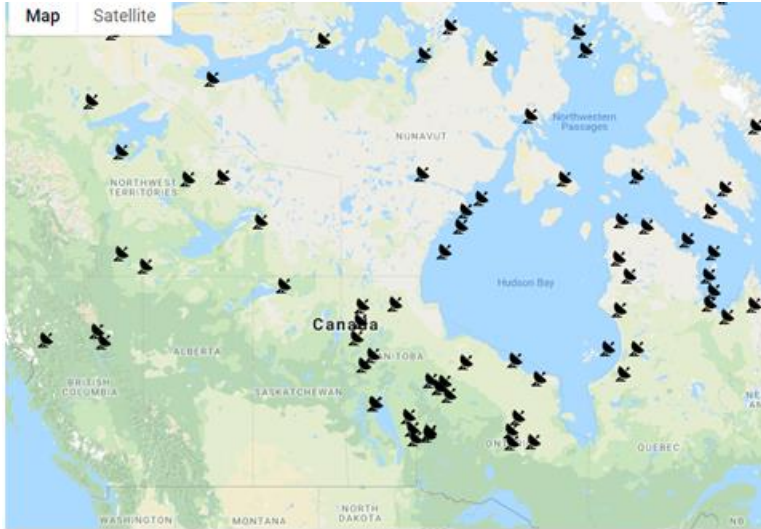 Map Satellite
Northwestern
Passages
NUNAVUT
NORTHWEST
TERRITORIES
Hudson Bay
Canada
ALBERTA
MANITOBA
BRITISH
COLUMBIA
SASKATCHEWAN
ONTARIO
QUEBEC
NORTH
DAKOTA
WASHINGTON
MONTANA
NB